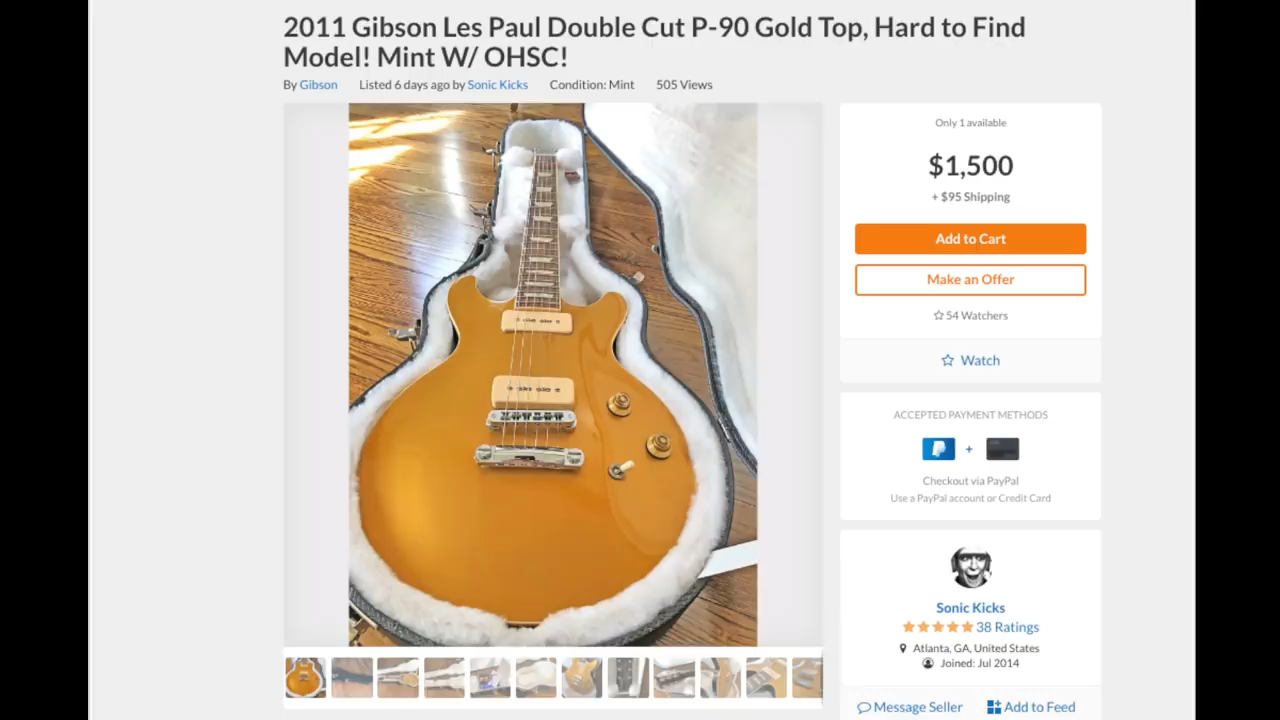 2011 Gibson Les Paul Double Cut P-90 Gold Top, Hard to Find
Model! Mint W/ OHSC!
By Gibson Listed 6 days ago by Sonic Kicks Condition: Mint 505 Views
Only 1 available
$1,500
+ $95 Shipping
Add to Cart
Make an Offer
54 Watchers
Watch
ACCEPTED PAYMENT METHODS
+
Checkout via PayPal
Use a PayPal account or Credit Card
Sonic Kicks
38 Ratings
Atlanta, GA, United States
Joined: Jul 2014
Message Seller Add to Feed